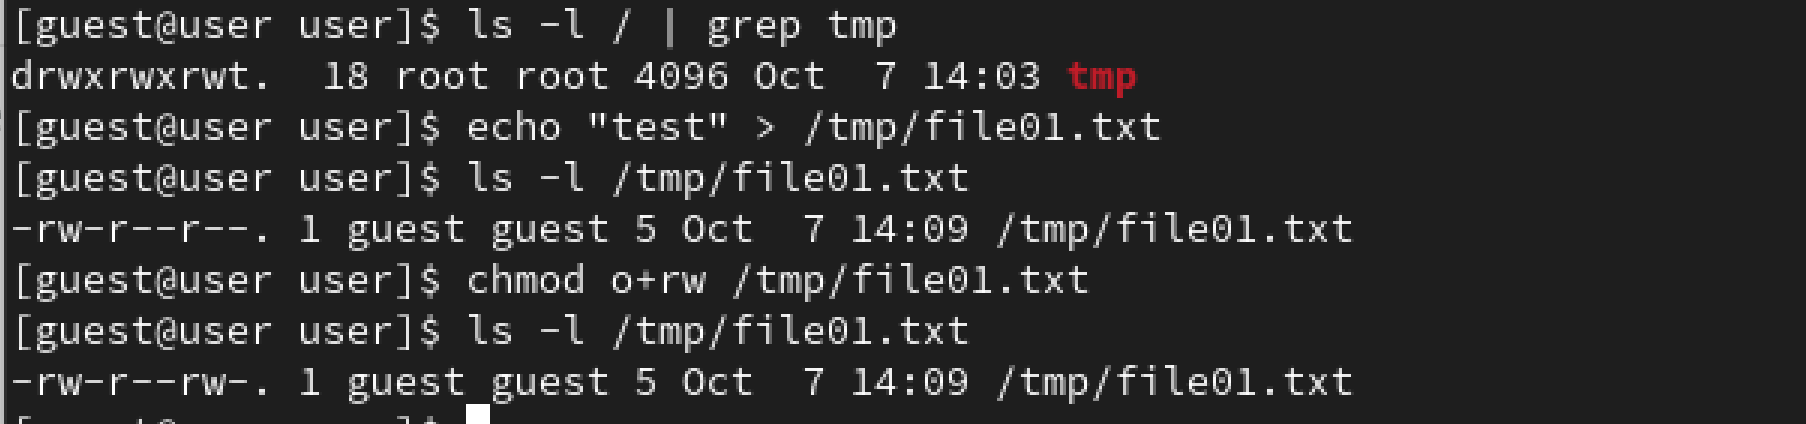 [guest@user user]$ ls -l / | grep tmp
drwxrwxrwt.  18 root root 4096 Oct  7 14:03 tmp
[guest@user user]$ echo "test" > /tmp/file01.txt
[guest@user user]$ ls -l /tmp/file01.txt
-rw-r--r--. 1 guest guest 5 Oct  7 14:09 /tmp/file01.txt
[guest@user user]$ chmod o+rw /tmp/file01.txt
[guest@user user]$ ls -l /tmp/file01.txt
-rw-r--rw-. 1 guest guest 5 Oct  7 14:09 /tmp/file01.txt